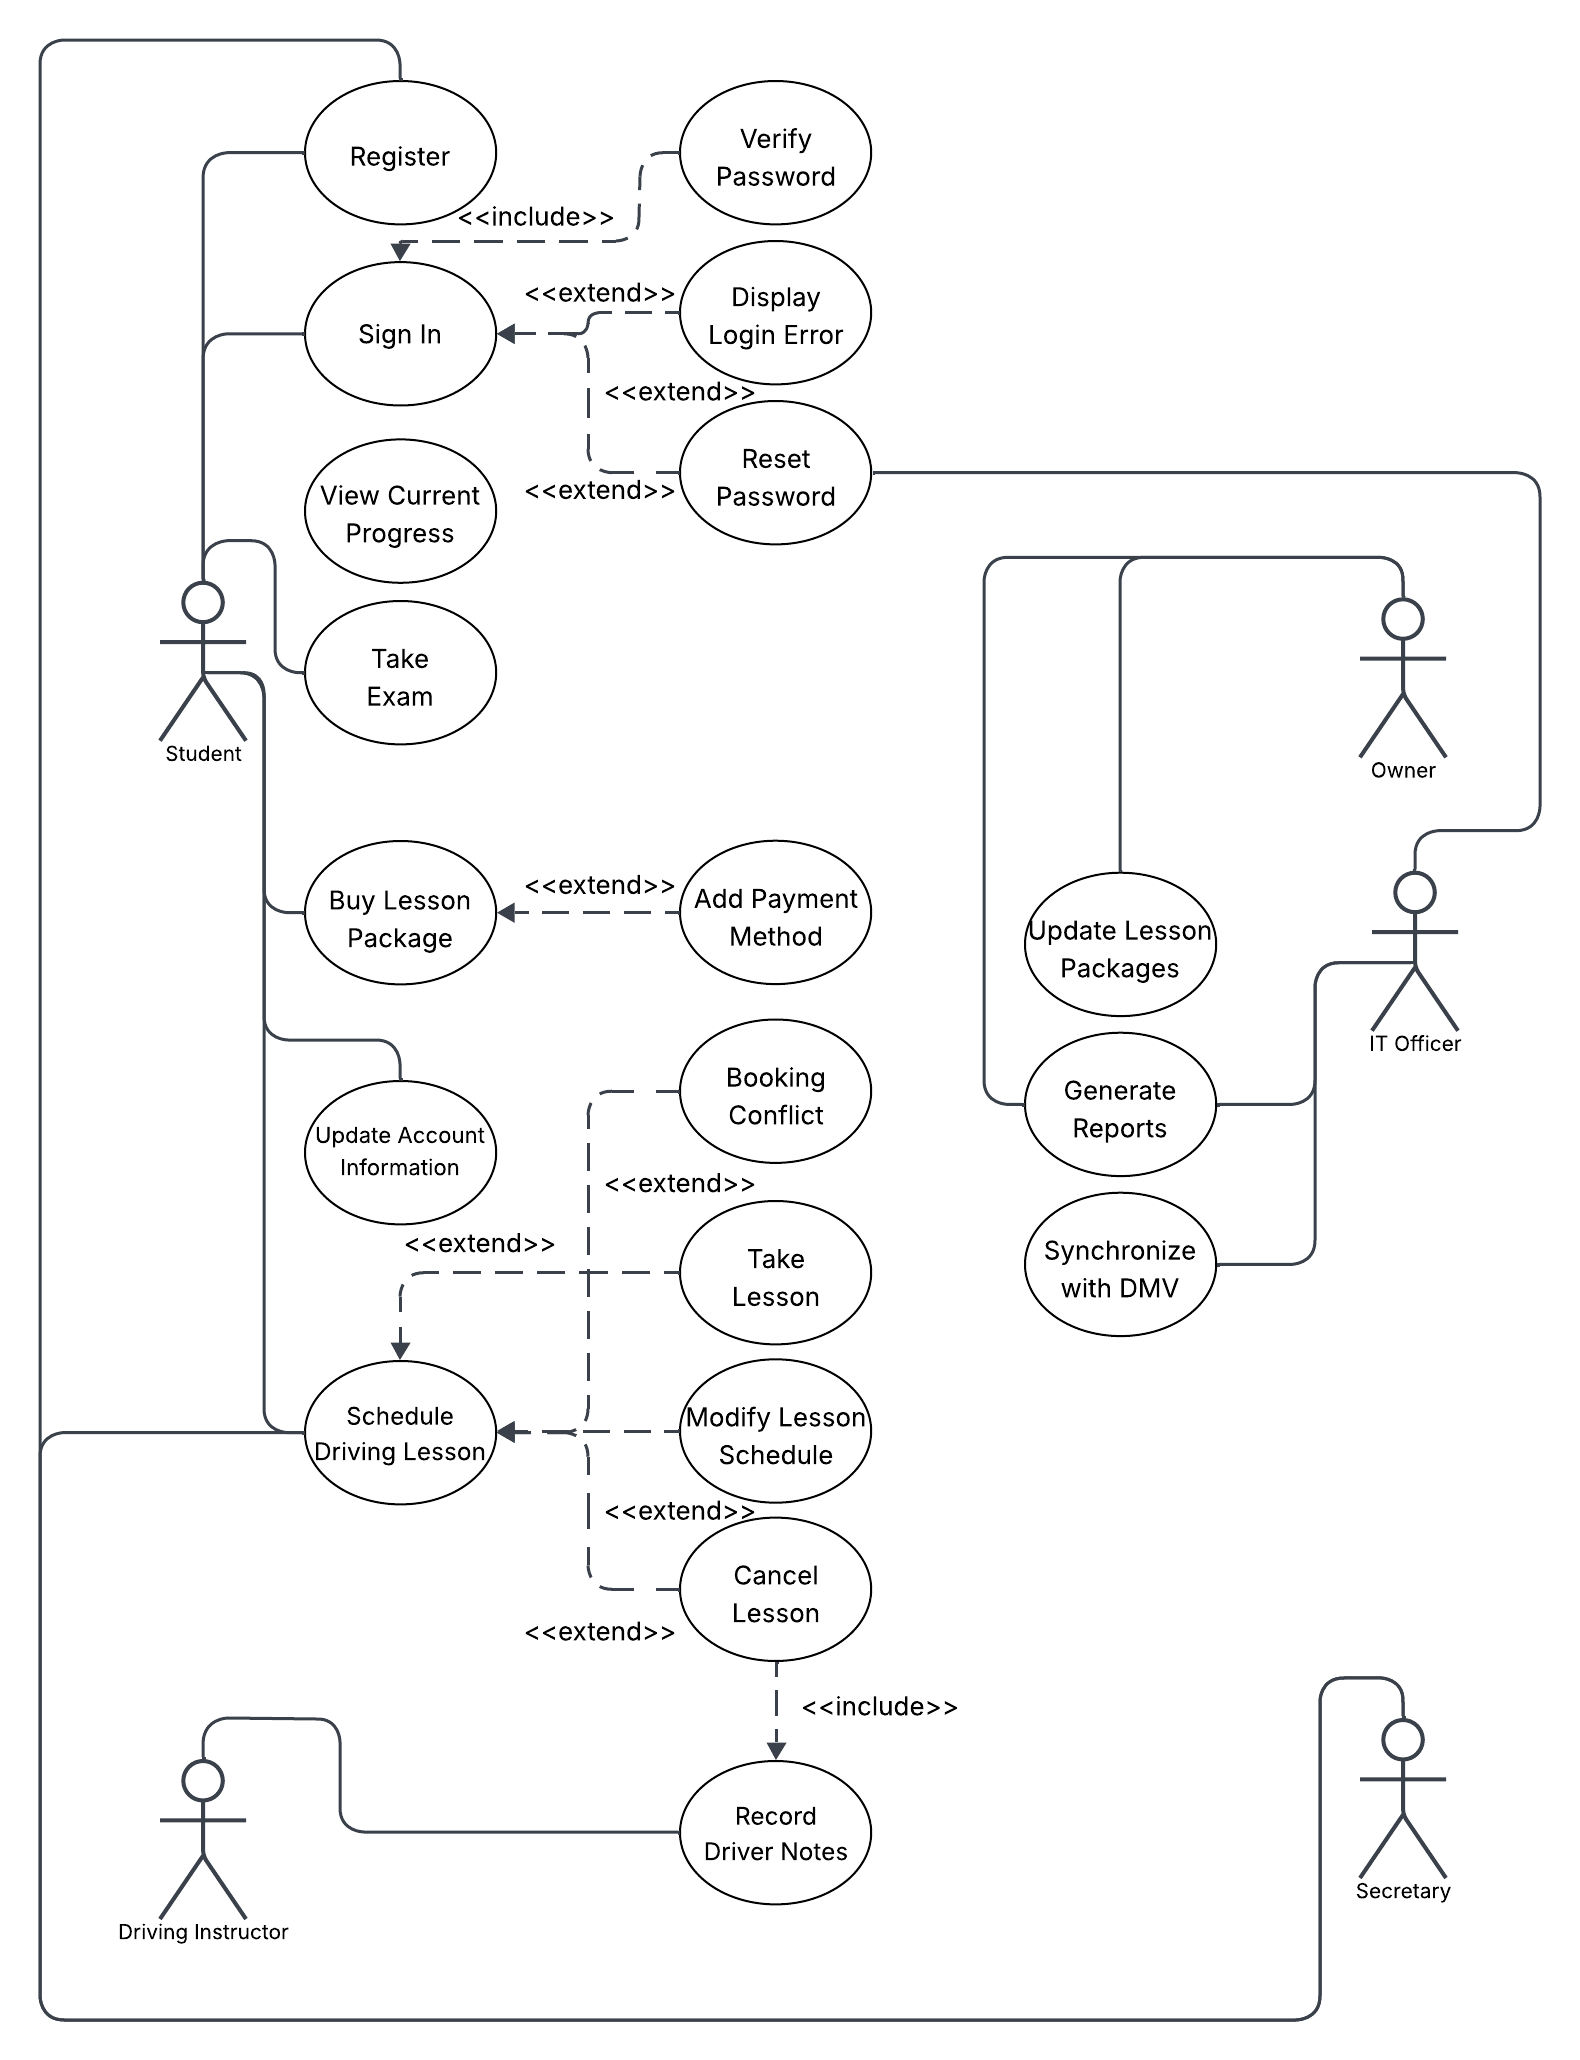 Register
Verify
Password
<<include>>
<<extend>>
Display
Login Error
Sign In
<<extend>>
Reset
Password
<<extend>>
View Current
Progress
Take
Exam
Student
Owner
Buy Lesson
Package
<<extend>>
Add Payment
Method
Update Lesson
Packages
IT Officer
Booking
Conflict
Generate
Reports
Update Account
Information
<<extend>>
<<extend>>
Take
Lesson
Synchronize
with DMV
Schedule
Driving Lesson
Modify Lesson
Schedule
<<extend>>
Cancel
Lesson
<<extend>>
<<include>>
Record
Driver Notes
Driving Instructor
Secretary